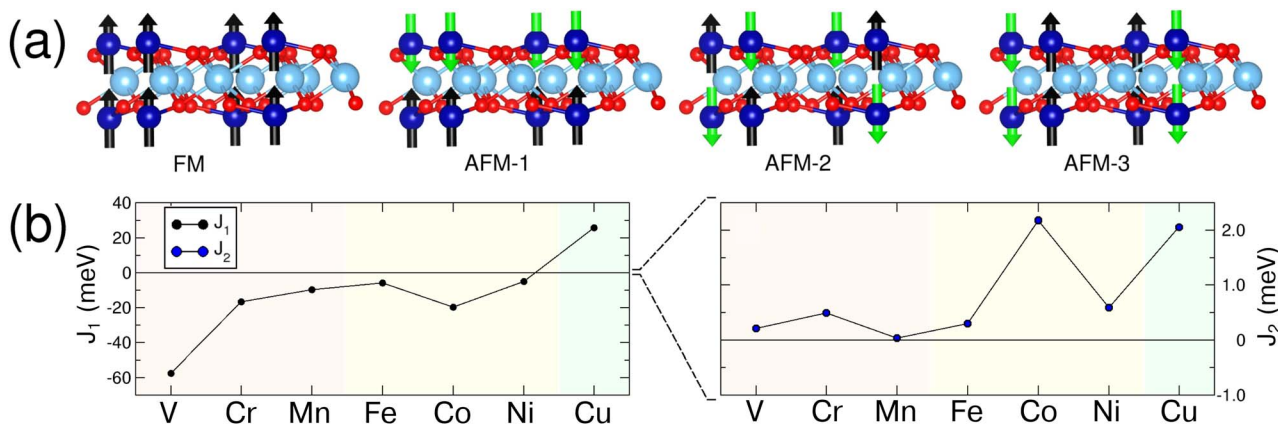 (a)
FM
AFM-1
AFM-2
AFM-3
(b)
J1
J2
J1 (meV)
40
20
0
-20
-40
-60
V Cr Mn Fe Co Ni Cu
2.0
1.0
0
-1.0
J2 (meV)
V Cr Mn Fe Co Ni Cu